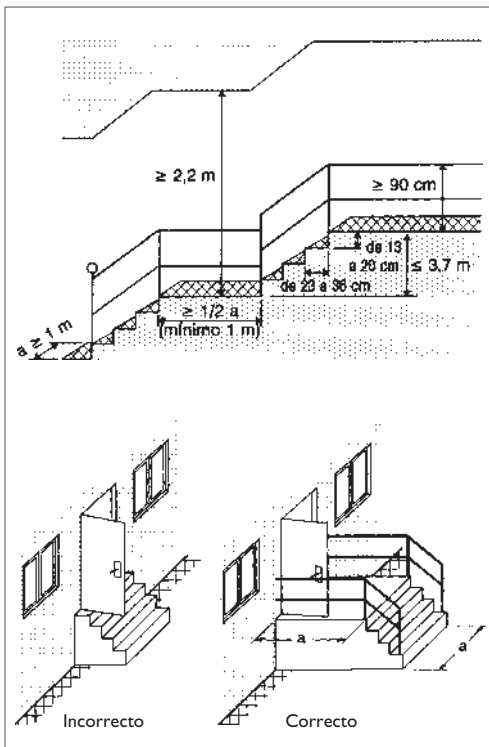 ≥ 2,2 m
≥ 90 cm
de 13
a 20 cm
≤ 3,7 m
de 23 a 36 cm
≥ 1/2 a
(mínimo 1 m)
a ≥ 1 m
a
a
Incorrecto
Correcto